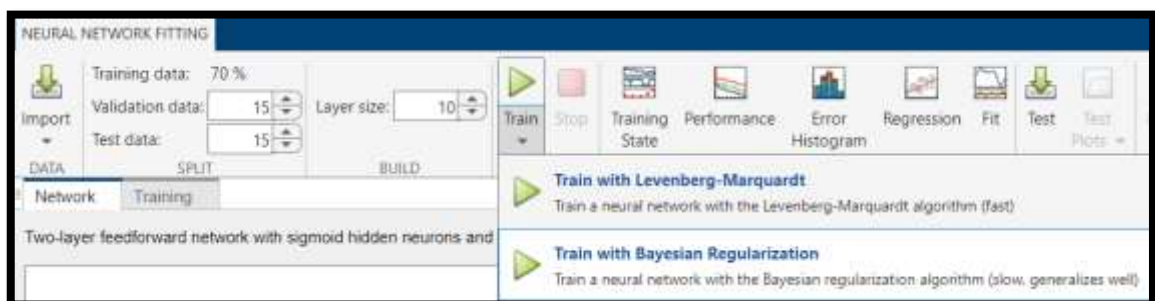 NEURAL NETWORK FITTING
Training data: 70 %
Validation data: 15
Test data: 15
Layer size: 10
Import
Train
Stop
Training State
Performance
Error Histogram
Regression
Fit
Test
Test Plots
DATA
SPLIT
BUILD
Network
Training
Train with Levenberg-Marquardt
Train a neural network with the Levenberg-Marquardt algorithm (fast)
Two-layer feedforward network with sigmoid hidden neurons and
Train with Bayesian Regularization
Train a neural network with the Bayesian regularization algorithm (slow, generalizes well)